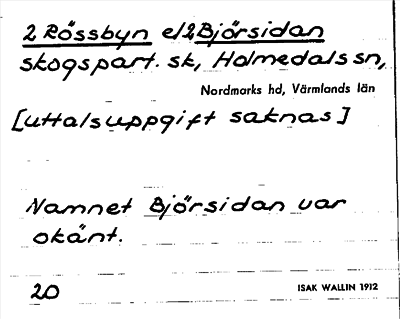 2 Rössbyn el 2 Björsidan
skogspart. sk, Holmedals sn,
Nordmarks hd, Värmlands län
[uttalsuppgift saknas]
Namnet Björsidan var
okänt.
20 ISAK WALLIN 1912